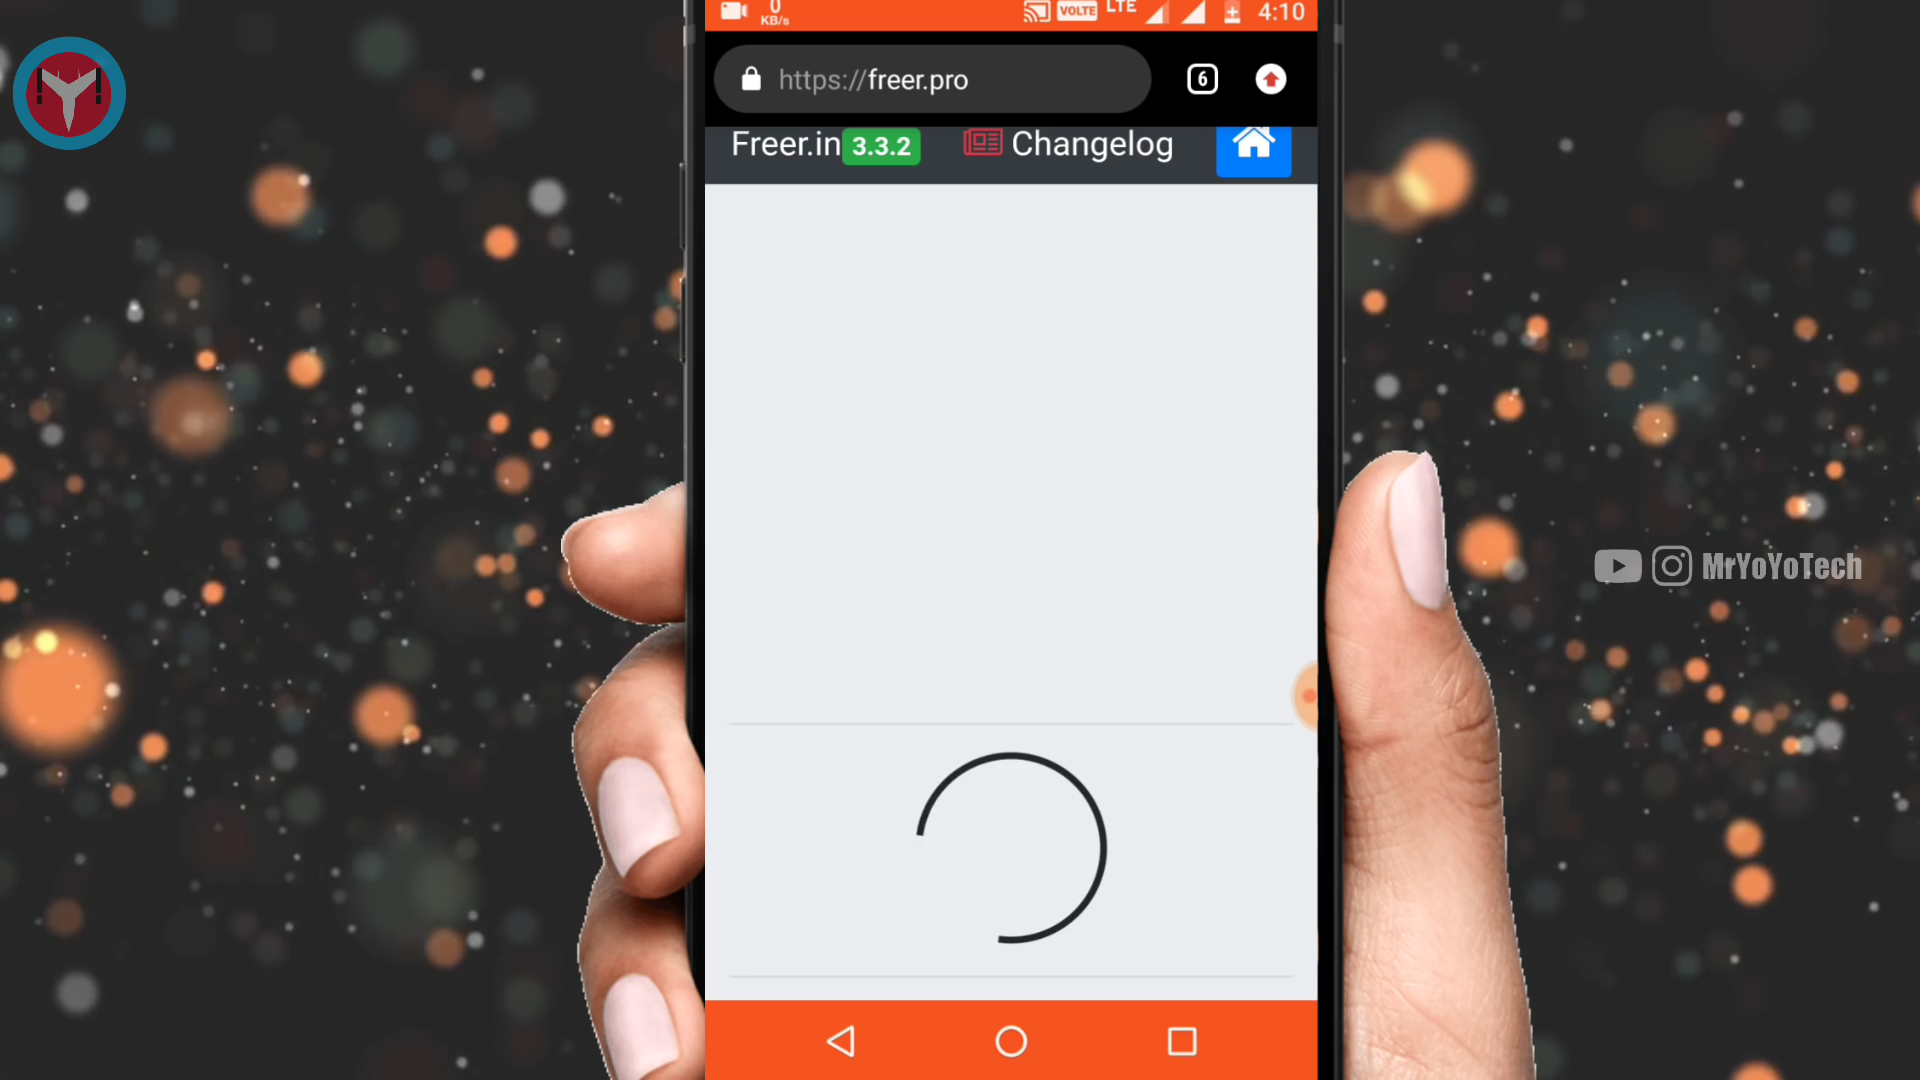 0
KB/s
VOLTE
LTE
4:10
https://freer.pro
6
Freer.in 3.3.2
Changelog
MrYoYoTech